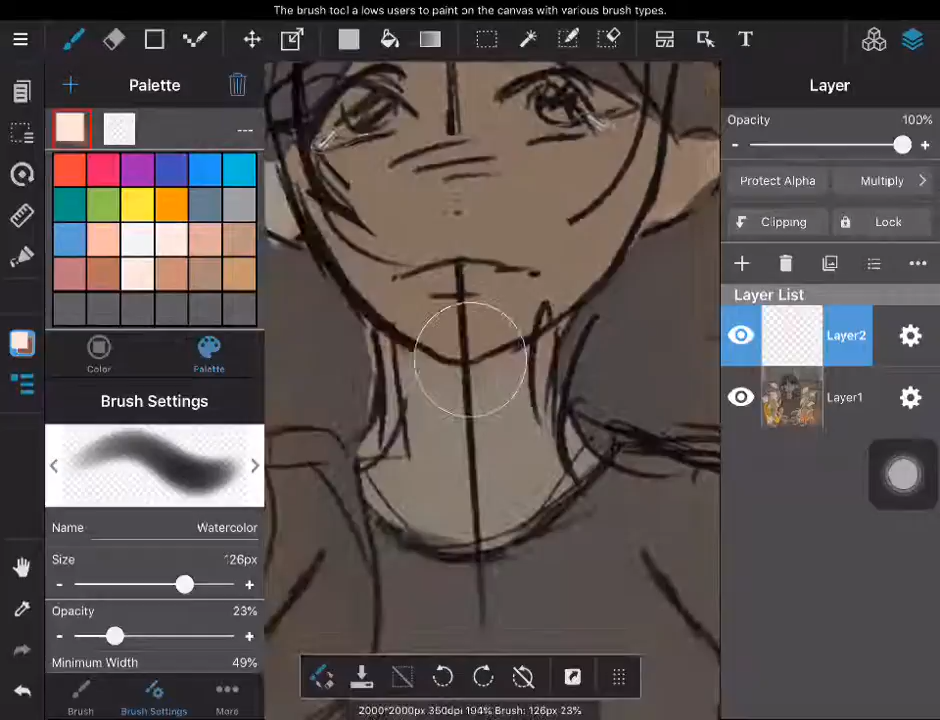 The brush tocl a lows users to paint on the canvas with various brush types.
T
Palette
---
Color
Palette
Brush Settings
Name Watercolor
Size 126px
- +
Opacity 23%
- +
Minimum Width 49%
Brush
Brush Settings
More
2000*2000px 350dpi 194% Brush: 126px 23%
Layer
Opacity 100%
- +
Protect Alpha
Multiply
Clipping
Lock
Layer List
Layer2
Layer1